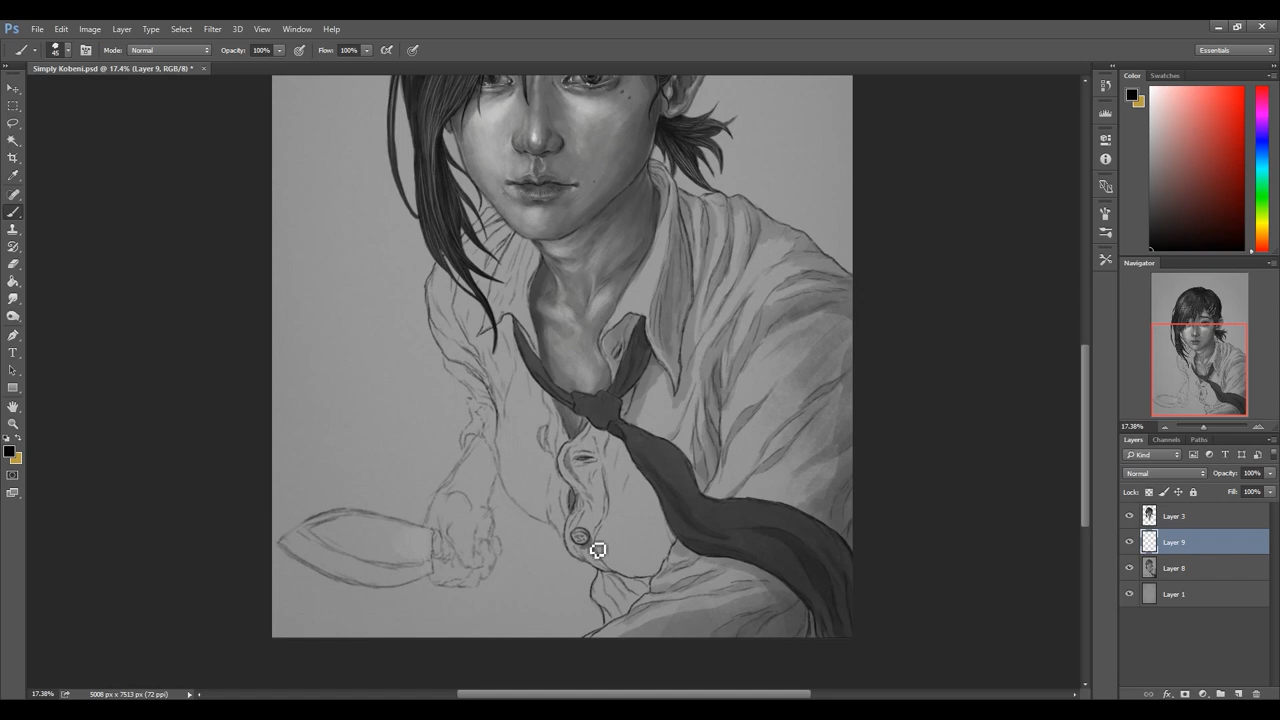 Ps File Edit Image Layer Type Select Filter 3D View Window Help
45 Mode: Normal Opacity: 100% Flow: 100% Essentials
Simply Kobeni.psd @ 17.4% (Layer 9, RGB/8) * ×
Color Swatches
Navigator
17.38%
Layers Channels Paths
Kind
Normal Opacity: 100%
Lock: Fill: 100%
Layer 3
Layer 9
Layer 8
Layer 1
fx
17.38% 5008 px x 7513 px (72 ppi)